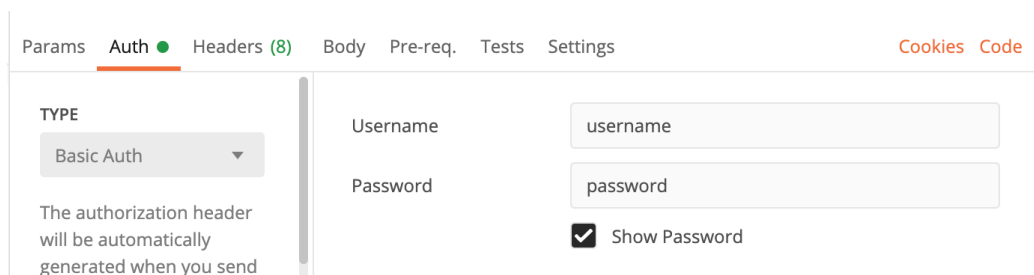 Params Auth Headers (8) Body Pre-req. Tests Settings Cookies Code
TYPE
Basic Auth
The authorization header
will be automatically
generated when you send
Username username
Password password
Show Password